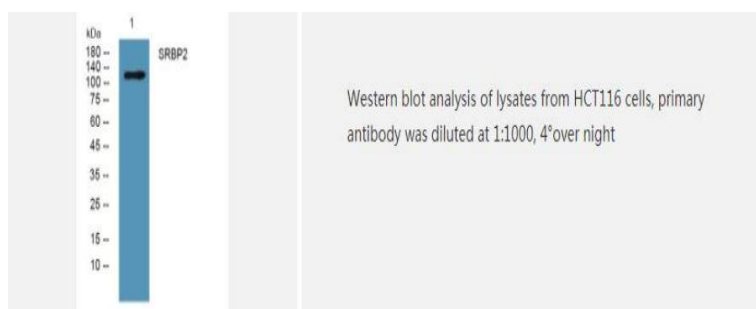 kDa
1
180 --
SRBP2
140 --
100 --
75 --
60 --
45 --
35 --
25 --
15 --
10 --
Western blot analysis of lysates from HCT116 cells, primary
antibody was diluted at 1:1000, 4°over night